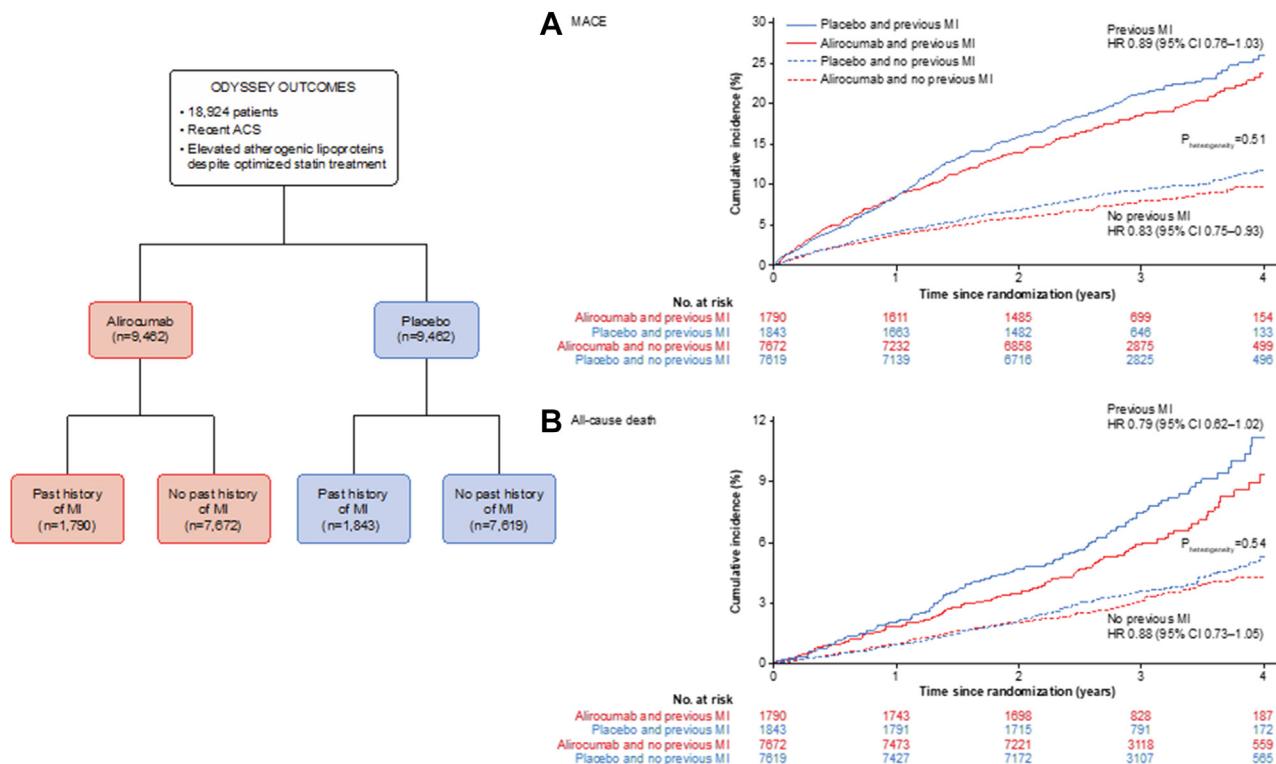 ODYSSEY OUTCOMES
• 18,924 patients
• Recent ACS
• Elevated atherogenic lipoproteins
despite optimized statin treatment
Alirocumab
(n=9,462)
Placebo
(n=9,462)
Past history
of MI
(n=1,790)
No past history
of MI
(n=7,672)
Past history
of MI
(n=1,843)
No past history
of MI
(n=7,619)
A MACE
Placebo and previous MI
Alirocumab and previous MI
Placebo and no previous MI
Alirocumab and no previous MI
Previous MI
HR 0.89 (95% CI 0.76–1.03)
Pheterogeneity=0.51
No previous MI
HR 0.83 (95% CI 0.75–0.93)
Cumulative incidence (%)
30
25
20
15
10
5
0
0 1 2 3 4
Time since randomization (years)
No. at risk
Alirocumab and previous MI 1790 1611 1485 699 154
Placebo and previous MI 1843 1663 1482 646 133
Alirocumab and no previous MI 7672 7232 6858 2875 499
Placebo and no previous MI 7619 7139 6716 2825 496
B All-cause death
Previous MI
HR 0.79 (95% CI 0.62–1.02)
Pheterogeneity=0.54
No previous MI
HR 0.88 (95% CI 0.73–1.05)
Cumulative incidence (%)
12
9
6
3
0
0 1 2 3 4
Time since randomization (years)
No. at risk
Alirocumab and previous MI 1790 1743 1698 828 187
Placebo and previous MI 1843 1791 1715 791 172
Alirocumab and no previous MI 7672 7473 7221 3118 559
Placebo and no previous MI 7619 7427 7172 3107 565